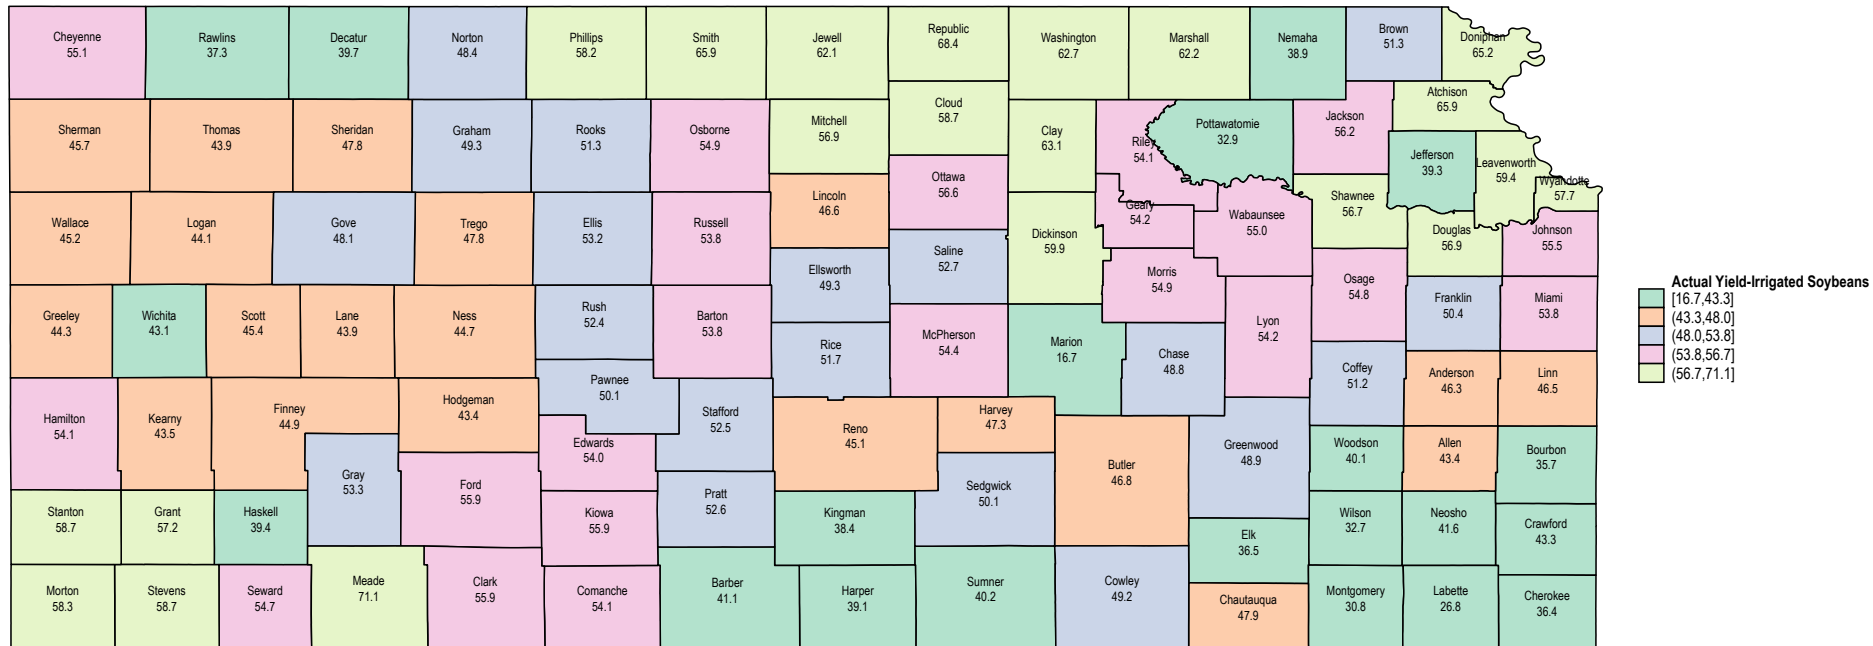 Cheyenne
55.1
Rawlins
37.3
Decatur
39.7
Norton
48.4
Phillips
58.2
Smith
65.9
Jewell
62.1
Republic
68.4
Washington
62.7
Marshall
62.2
Nemaha
38.9
Brown
51.3
Doniphan
65.2
Sherman
45.7
Thomas
43.9
Sheridan
47.8
Graham
49.3
Rooks
51.3
Osborne
54.9
Mitchell
56.9
Cloud
58.7
Clay
63.1
Riley
54.1
Pottawatomie
32.9
Jackson
56.2
Atchison
65.9
Jefferson
39.3
Leavenworth
59.4
Wyandotte
57.7
Wallace
45.2
Logan
44.1
Gove
48.1
Trego
47.8
Ellis
53.2
Russell
53.8
Lincoln
46.6
Ottawa
56.6
Saline
52.7
Dickinson
59.9
Geary
54.2
Wabaunsee
55.0
Shawnee
56.7
Douglas
56.9
Johnson
55.5
Ellsworth
49.3
Morris
54.9
Osage
54.8
Franklin
50.4
Miami
53.8
Greeley
44.3
Wichita
43.1
Scott
45.4
Lane
43.9
Ness
44.7
Rush
52.4
Barton
53.8
Rice
51.7
McPherson
54.4
Marion
16.7
Chase
48.8
Lyon
54.2
Coffey
51.2
Anderson
46.3
Linn
46.5
Hamilton
54.1
Kearny
43.5
Finney
44.9
Hodgeman
43.4
Pawnee
50.1
Stafford
52.5
Edwards
54.0
Reno
45.1
Harvey
47.3
Butler
46.8
Greenwood
48.9
Woodson
40.1
Allen
43.4
Bourbon
35.7
Gray
53.3
Ford
55.9
Pratt
52.6
Sedgwick
50.1
Stanton
58.7
Grant
57.2
Haskell
39.4
Kiowa
55.9
Kingman
38.4
Elk
36.5
Wilson
32.7
Neosho
41.6
Crawford
43.3
Morton
58.3
Stevens
58.7
Seward
54.7
Meade
71.1
Clark
55.9
Comanche
54.1
Barber
41.1
Harper
39.1
Sumner
40.2
Cowley
49.2
Chautauqua
47.9
Montgomery
30.8
Labette
26.8
Cherokee
36.4
Actual Yield-Irrigated Soybeans
[16.7,43.3]
(43.3,48.0]
(48.0,53.8]
(53.8,56.7]
(56.7,71.1]